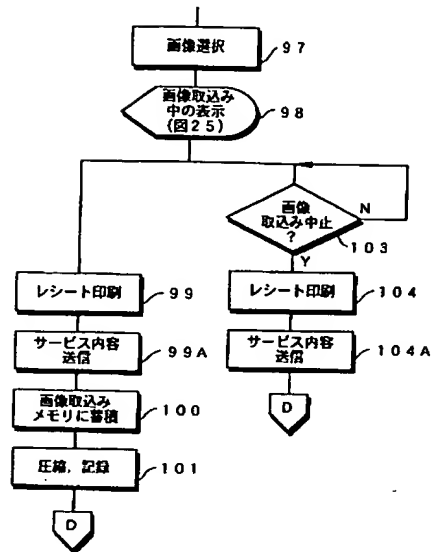 画像選択
97
画像取込み
中の表示
(図25)
98
画像
取込み中止
?
N
103
Y
レシート印刷
99
レシート印刷
104
サービス内容
送信
99A
サービス内容
送信
104A
画像取込み
メモリに蓄積
100
D
圧縮,記録
101
D